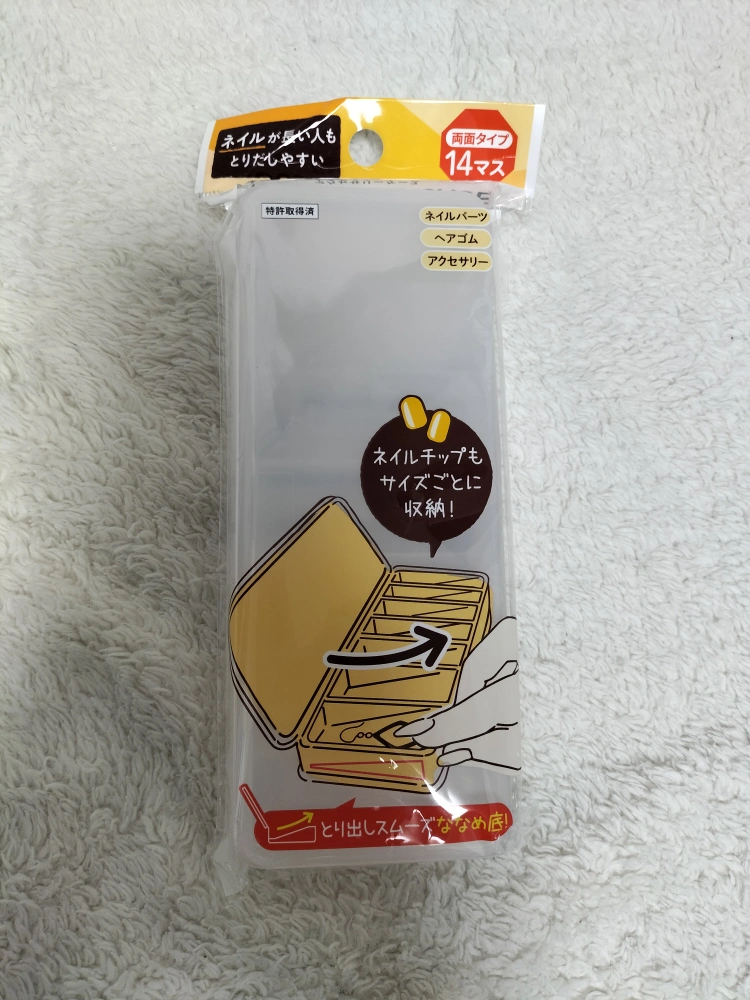 ネイルが長い人も
とりだしやすい
両面タイプ
14マス
特許取得済
ネイルパーツ
ヘアゴム
アクセサリー
ネイルチップも
サイズごとに
収納!
とり出しスムーズななめ底!